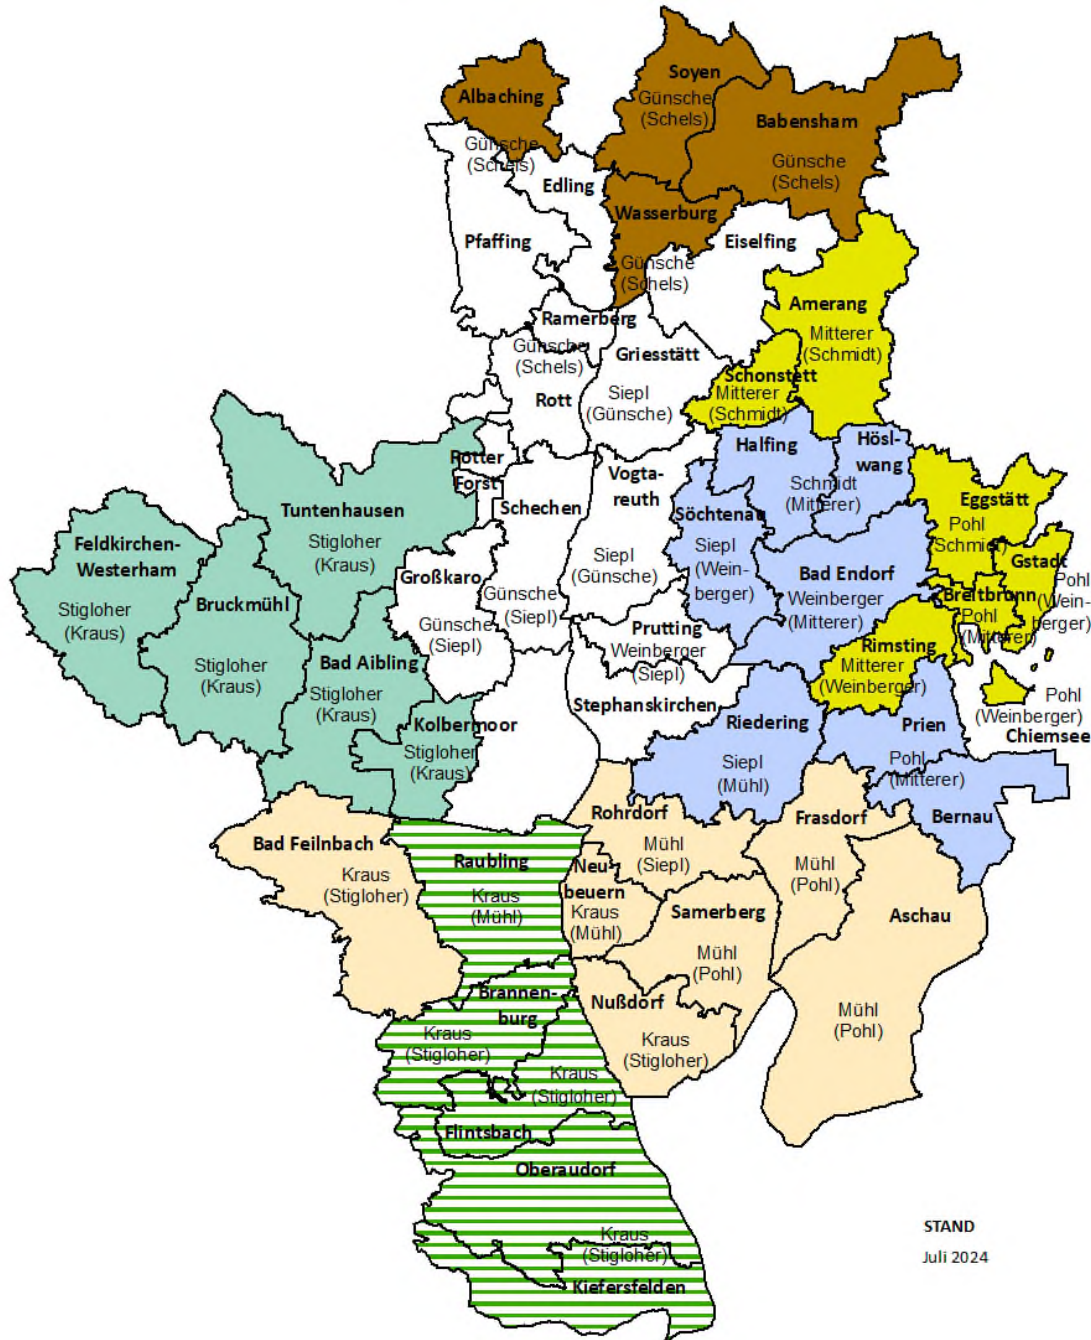 Soyen
Günsche
(Schels)
Albaching
Günsche
(Schels)
Babensham
Günsche
(Schels)
Edling
Pfaffing
Wasserburg
Günsche
(Schels)
Eiselfing
Amerang
Mitterer
(Schmidt)
Ramerberg
Günsche
(Schels)
Rott
Griesstätt
Siepl
(Günsche)
Schonstett
Mitterer
(Schmidt)
Halfing
Schmidt
(Mitterer)
Hösl-
wang
Rotter
Forst
Vogta-
reuth
Siepl
(Günsche)
Schechen
Günsche
(Siepl)
Söchtenau
Siepl
(Wein-
berger)
Eggstätt
Pohl
(Schmidt)
Gstadt
Pohl
(Wein-
berger)
Tuntenhausen
Stigloher
(Kraus)
Feldkirchen-
Westerham
Stigloher
(Kraus)
Bruckmühl
Stigloher
(Kraus)
Großkaro
Günsche
(Siepl)
Bad Endorf
Weinberger
(Mitterer)
Breitbrunn
Pohl
(Mitterer)
Prutting
Weinberger
(Siepl)
Rimsting
Mitterer
(Weinberger)
Bad Aibling
Stigloher
(Kraus)
Stephanskirchen
Pohl
(Weinberger)
Chiemsee
Kolbermoor
Stigloher
(Kraus)
Riedering
Siepl
(Mühl)
Prien
Pohl
(Mitterer)
Bernau
Rohrdorf
Mühl
(Siepl)
Frasdorf
Mühl
(Pohl)
Bad Feilnbach
Kraus
(Stigloher)
Raubling
Kraus
(Mühl)
Neu-
beuern
Kraus
(Mühl)
Samerberg
Mühl
(Pohl)
Aschau
Mühl
(Pohl)
Brannen-
burg
Kraus
(Stigloher)
Nußdorf
Kraus
(Stigloher)
Kraus
(Stigloher)
Flintsbach
Oberaudorf
Kraus
(Stigloher)
Kiefersfelden
STAND
Juli 2024